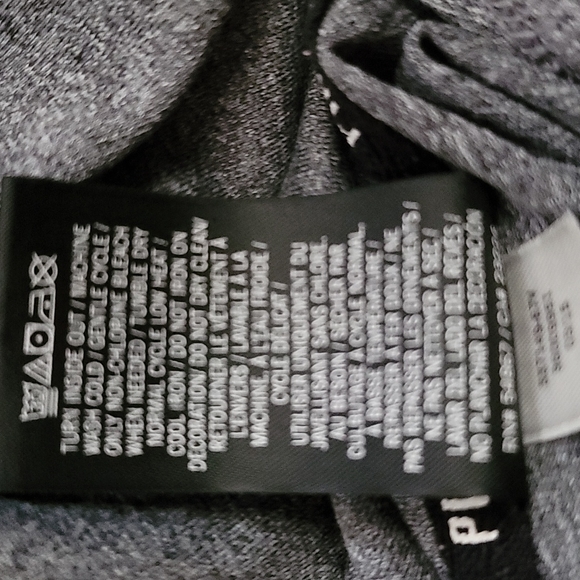 TURN INSIDE OUT / MACHINE
WASH COLD / GENTLE CYCLE /
ONLY NON-CHLORINE BLEACH
WHEN NEEDED / TUMBLE DRY
NORMAL CYCLE LOW HEAT /
COOL IRON / DO NOT IRON ON
DECORATION / DO NOT DRY CLEAN/
RETOURNER LE VETEMENT À
L'ENVERS / LAVABLE À LA
MACHINE, À L'EAU FROIDE /
CYCLE DÉLICAT /
UTILISER UNIQUEMENT DU
JAVELLISANT SANS CHLORE,
AU BESOIN / SÉCHER PAR
CULBUTAGE À CYCLE NORMAL,
À BASSE TEMPÉRATURE /
REPASSER À FER DOUX / NE
PAS REPASSER LES ORNEMENTS /
NE PAS NETTOYER À SEC /
LAVAR DEL LADO DEL REVÉS /
NO PLANCHAR LA DECORACIÓN